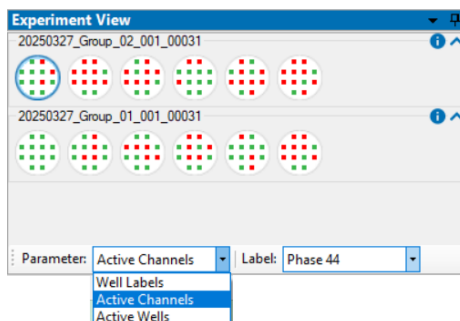 Experiment View
20250327_Group_02_001_00031
20250327_Group_01_001_00031
Parameter: Active Channels Label: Phase 44
Well Labels
Active Channels
Active Wells